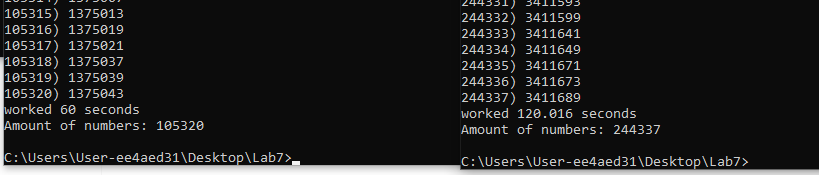 105315) 1375013
105316) 1375019
105317) 1375021
105318) 1375037
105319) 1375039
105320) 1375043
worked 60 seconds
Amount of numbers: 105320
C:\Users\User-ee4aed31\Desktop\Lab7>
244332) 3411599
244333) 3411641
244334) 3411649
244335) 3411671
244336) 3411673
244337) 3411689
worked 120.016 seconds
Amount of numbers: 244337
C:\Users\User-ee4aed31\Desktop\Lab7>